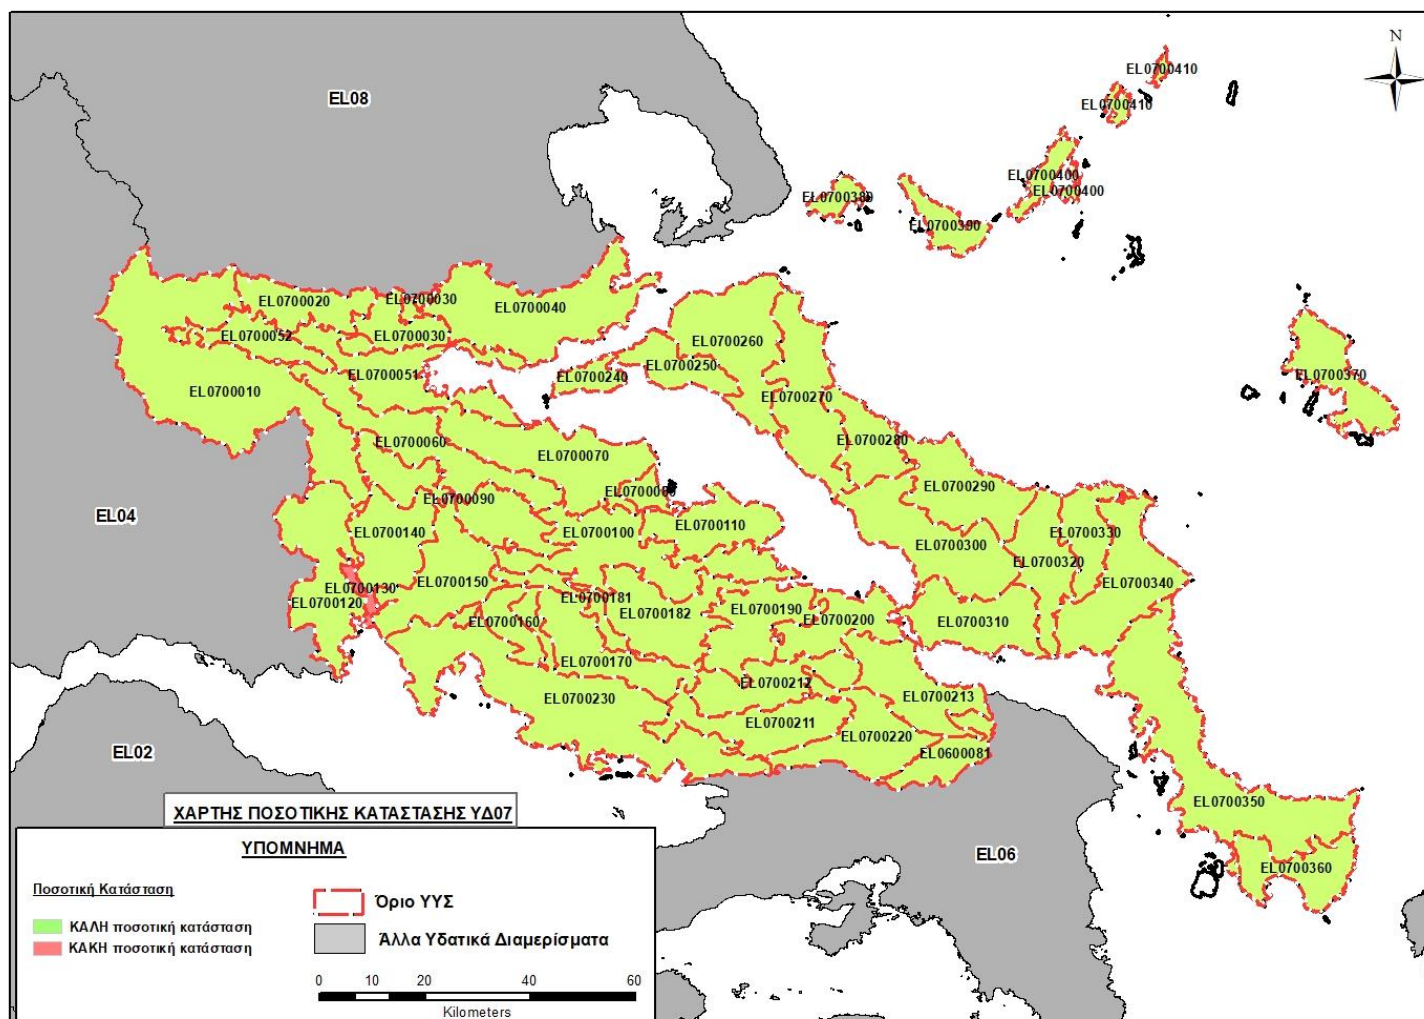 N
EL0700410
EL08
EL0700410
EL0700400
EL0700380
EL0700400
EL0700390
EL0700020
EL0700030
EL0700040
EL0700052
EL0700030
EL0700260
EL0700250
EL0700051
EL0700240
EL0700370
EL0700010
EL0700270
EL0700060
EL0700280
EL0700070
EL0700290
EL0700090
EL0700080
EL04
EL0700140
EL0700100
EL0700110
EL0700330
EL0700300
EL0700320
EL0700150
EL0700340
EL0700130
EL0700181
EL0700120
EL0700182
EL0700190
EL0700200
EL0700160
EL0700310
EL0700170
EL0700212
EL0700230
EL0700213
EL0700211
EL0700220
EL02
EL0600081
EL0700350
ΧΑΡΤΗΣ ΠΟΣΟΤΙΚΗΣ ΚΑΤΑΣΤΑΣΗΣ ΥΔ07
EL06
EL0700360
ΥΠΟΜΝΗΜΑ
Ποσοτική Κατάσταση
ΚΑΛΗ ποσοτική κατάσταση
ΚΑΚΗ ποσοτική κατάσταση
Όριο ΥΥΣ
Άλλα Υδατικά Διαμερίσματα
0 10 20 40 60
Kilometers